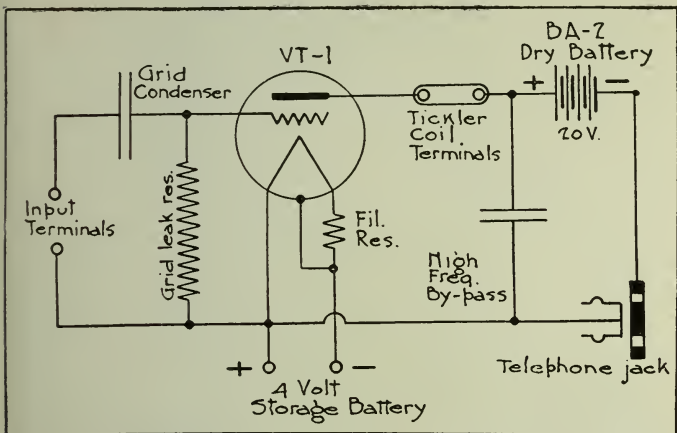 VT-1
BA-2
Dry Battery
+ −
20 V.
Grid
Condenser
Tickler
Coil
Terminals
Input
Terminals
Grid leak res.
Fil.
Res.
High
Freq.
By-pass
Telephone jack
+ −
4 Volt
Storage Battery